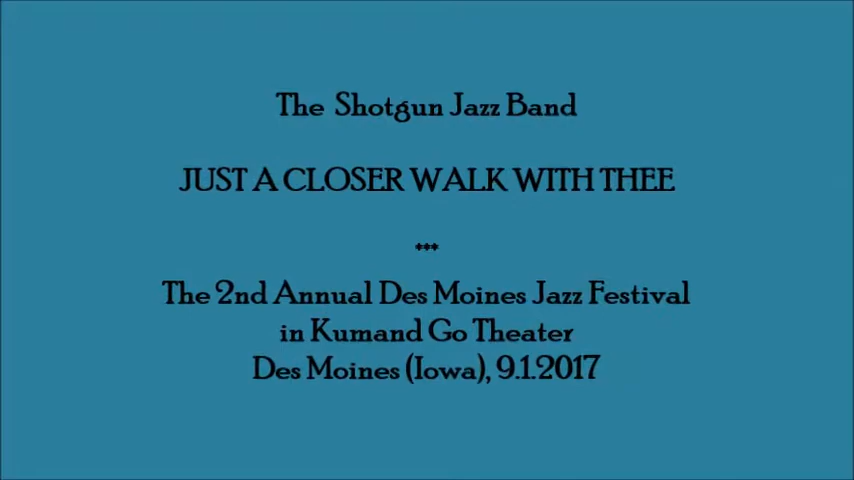 The Shotgun Jazz Band
JUST A CLOSER WALK WITH THEE
***
The 2nd Annual Des Moines Jazz Festival
in Kumand Go Theater
Des Moines (Iowa), 9.1.2017